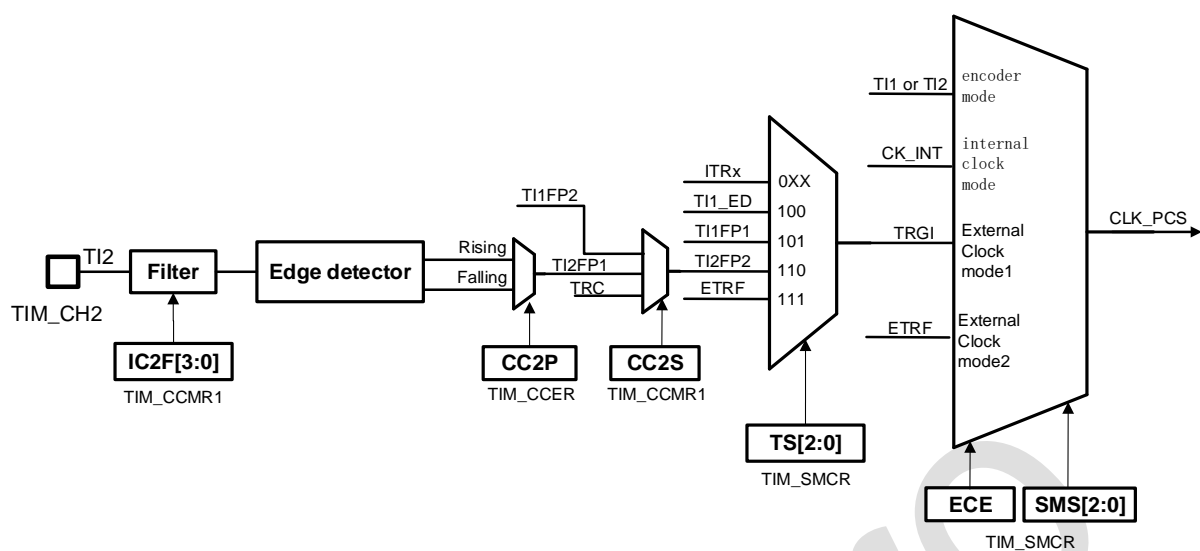 TI1 or TI2
encoder
mode
CK_INT
internal
clock
mode
ITRx
0XX
TI1_ED
100
TI1FP1
101
TI1FP2
TI2FP2
110
ETRF
111
TRGI
External
Clock
mode1
CLK_PCS
TI2
TIM_CH2
Filter
Edge detector
Rising
Falling
TI2FP1
TRC
ETRF
External
Clock
mode2
IC2F[3:0]
TIM_CCMR1
CC2P
TIM_CCER
CC2S
TIM_CCMR1
TS[2:0]
TIM_SMCR
ECE
SMS[2:0]
TIM_SMCR